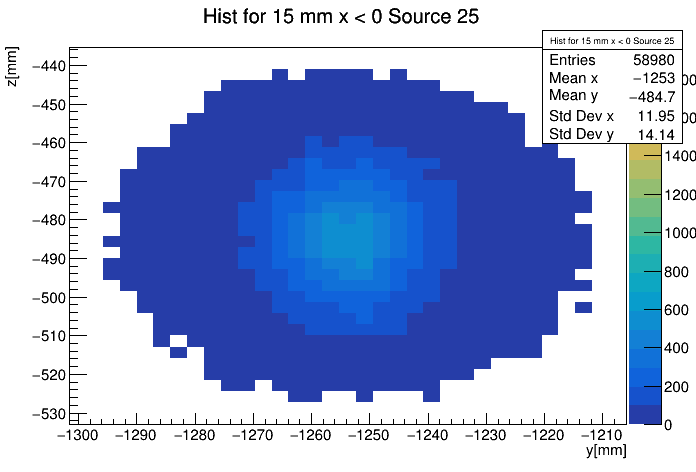 Hist for 15 mm x < 0 Source 25
z[mm]
Hist for 15 mm x < 0 Source 25
Entries 58980
Mean x −1253
Mean y −484.7
Std Dev x 11.95
Std Dev y 14.14
−440
−450
−460
−470
−480
−490
−500
−510
−520
−530
−1300 −1290 −1280 −1270 −1260 −1250 −1240 −1230 −1220 −1210
y[mm]
1400
1200
1000
800
600
400
200
0